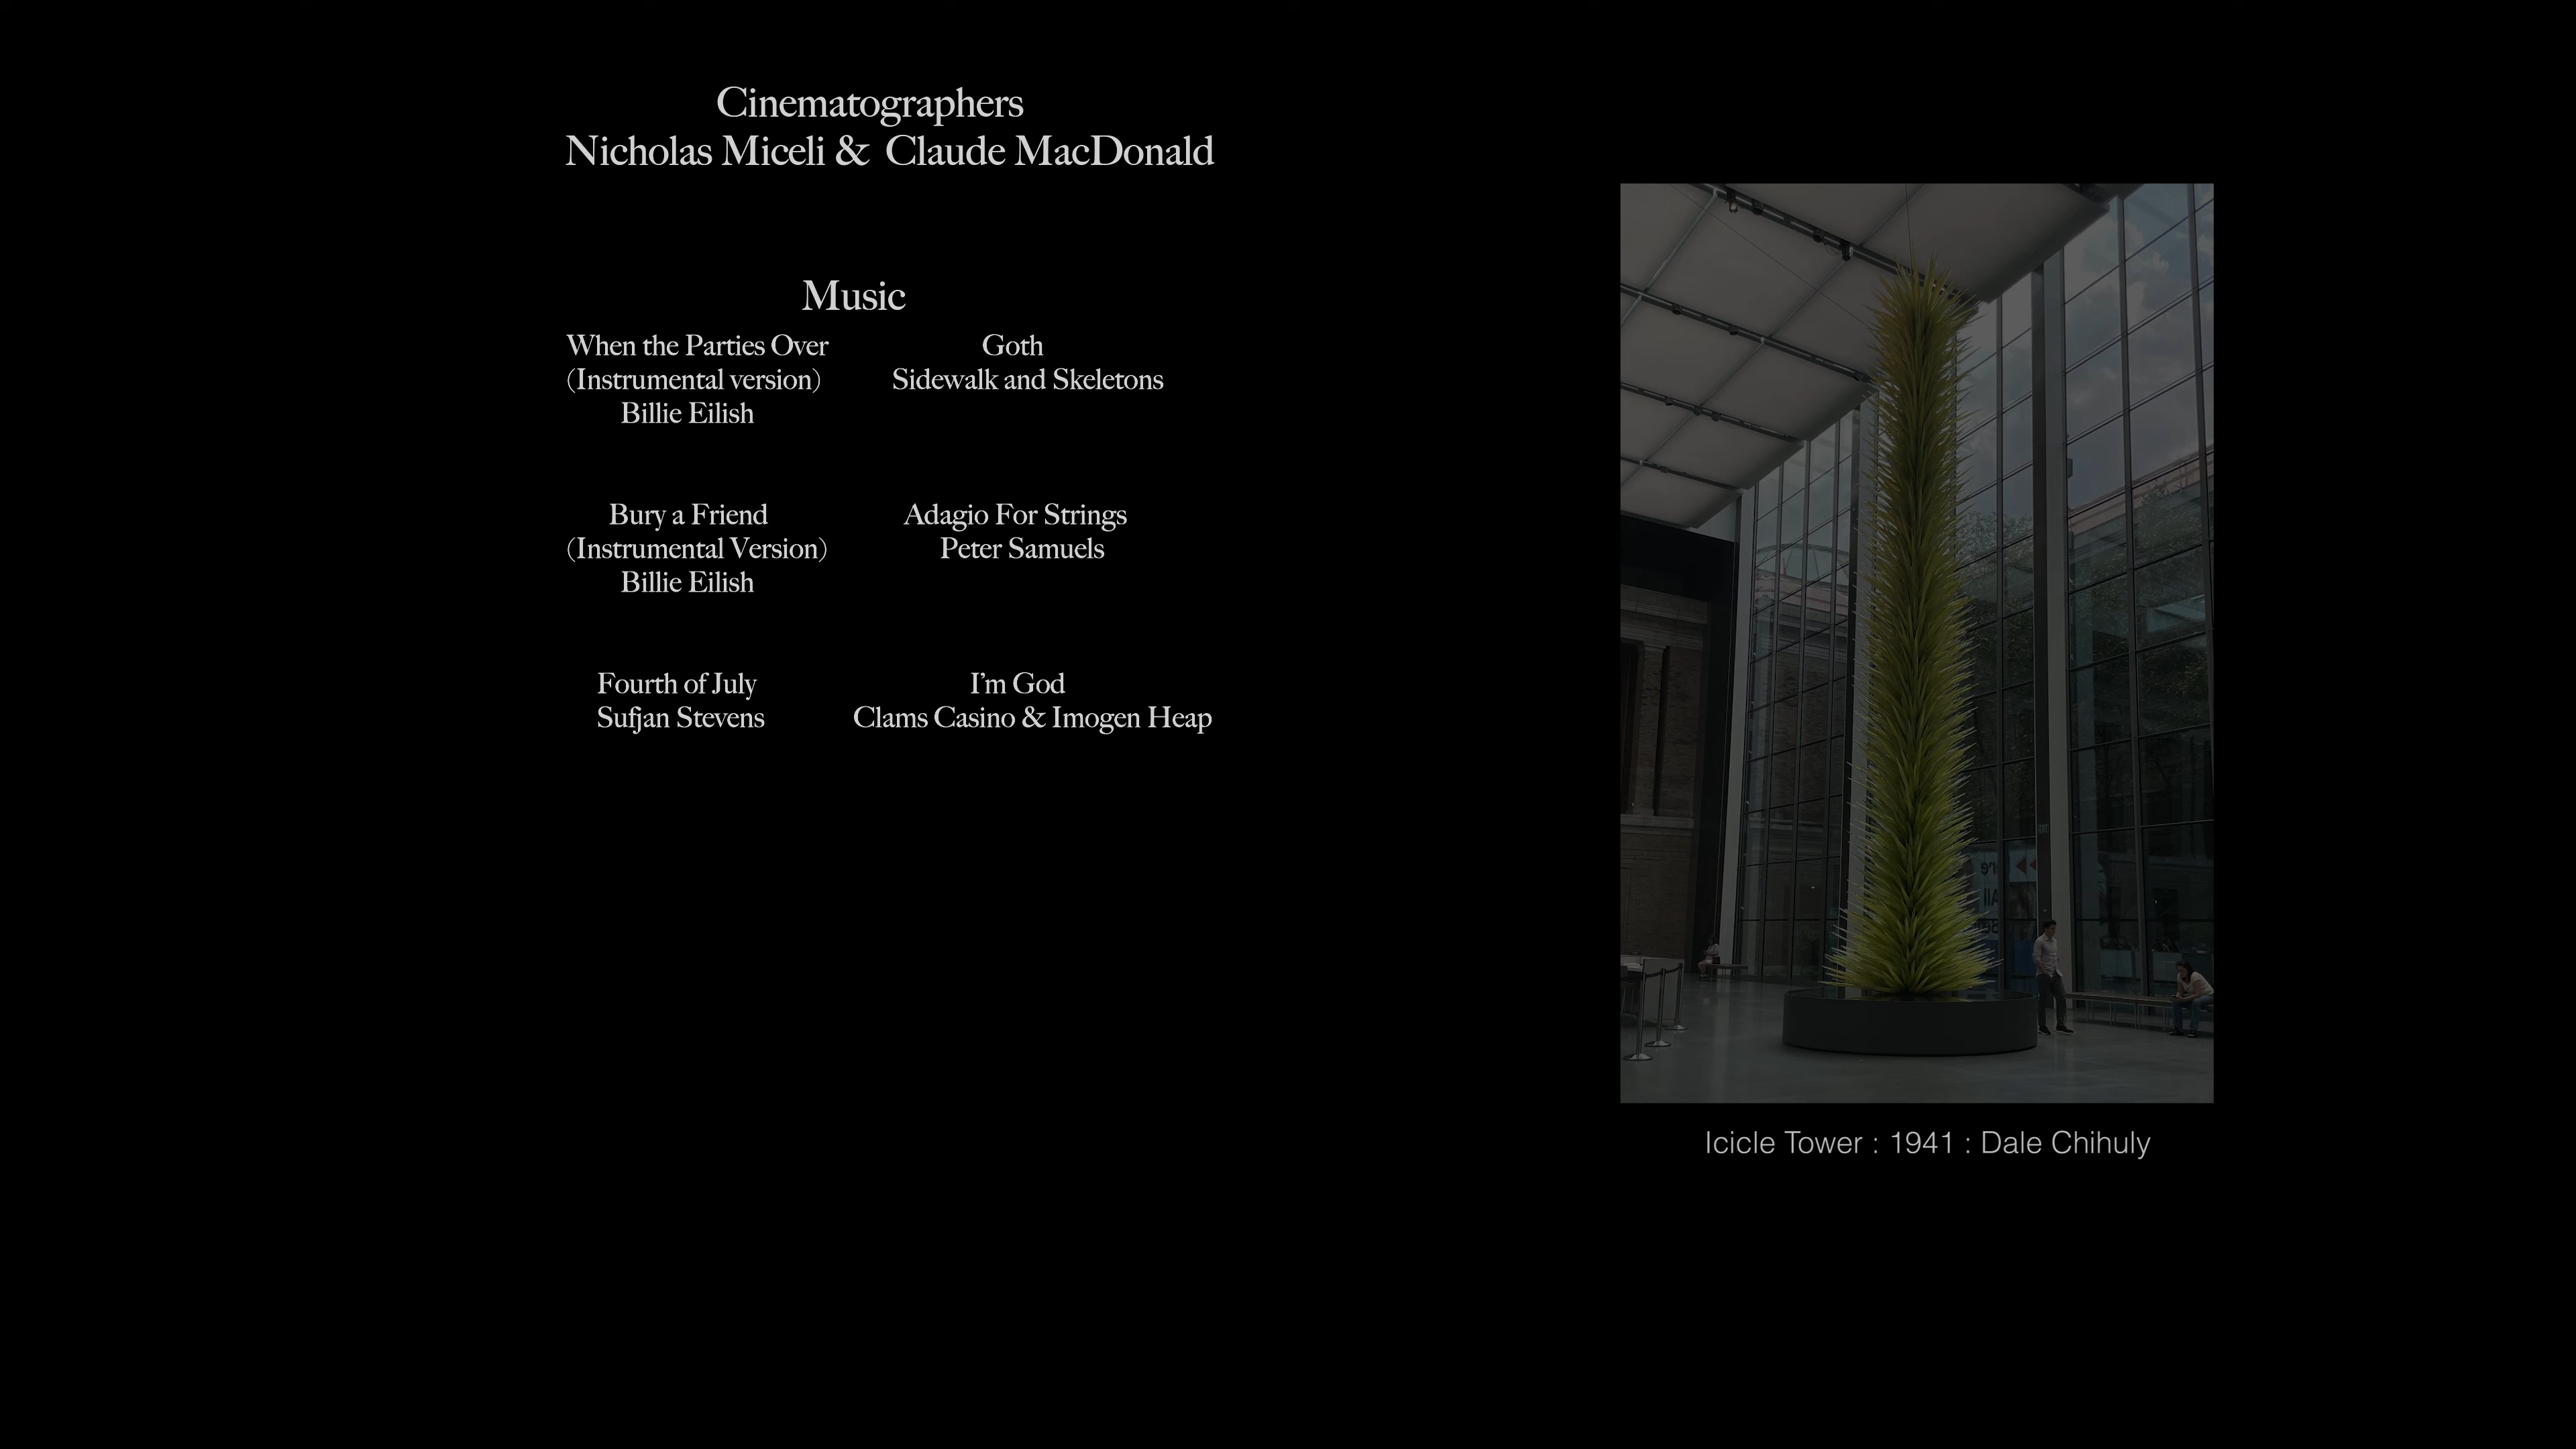 Cinematographers
Nicholas Miceli & Claude MacDonald
Music
When the Parties Over
(Instrumental version)
Billie Eilish
Goth
Sidewalk and Skeletons
Bury a Friend
(Instrumental Version)
Billie Eilish
Adagio For Strings
Peter Samuels
Fourth of July
Sufjan Stevens
I'm God
Clams Casino & Imogen Heap
Icicle Tower : 1941 : Dale Chihuly